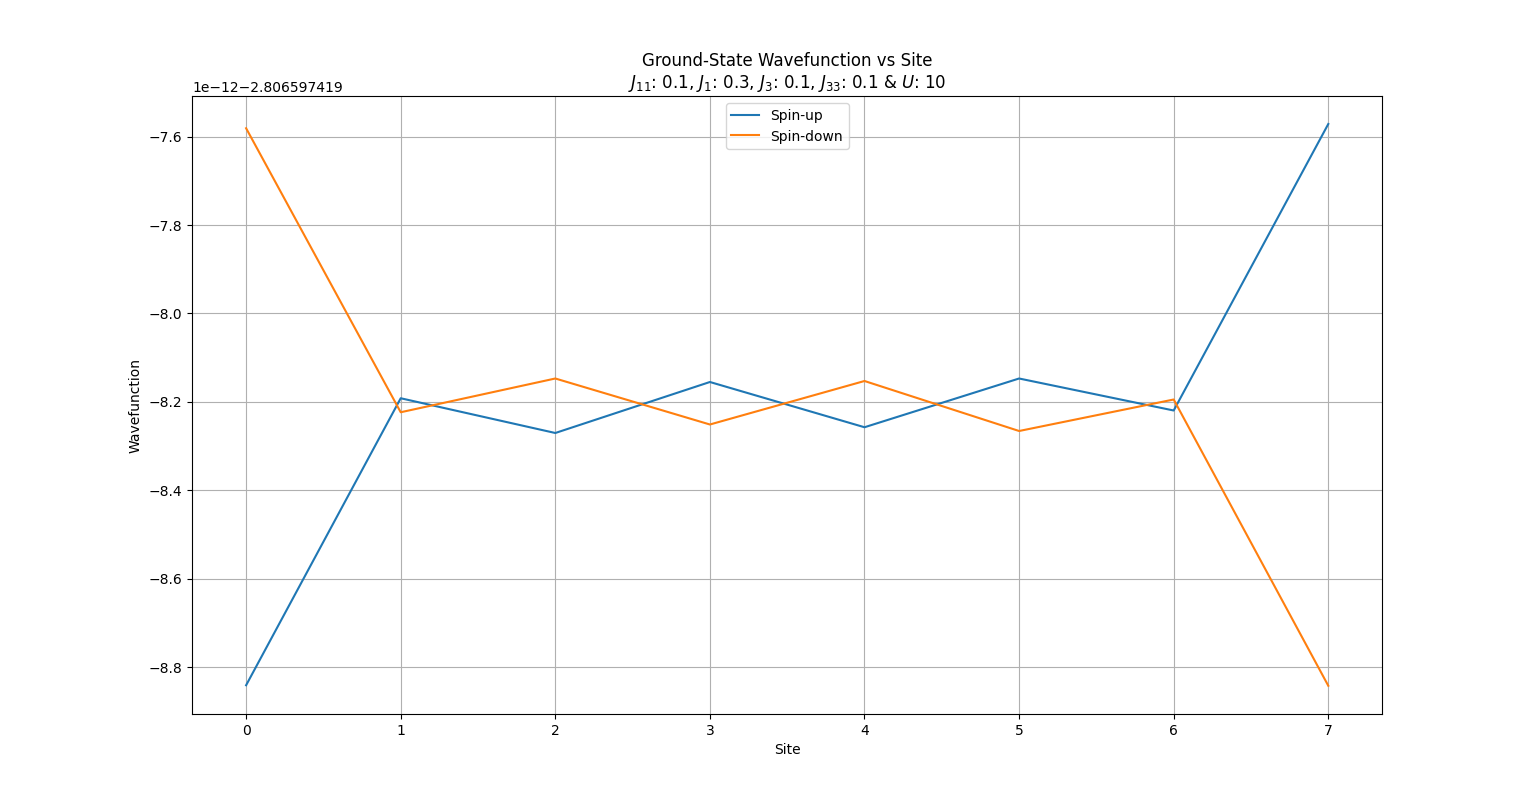 Ground-State Wavefunction vs Site
J₁₁: 0.1, J₁: 0.3, J₃: 0.1, J₃₃: 0.1 & U: 10
1e−12−2.806597419
Spin-up
Spin-down
−7.6
−7.8
−8.0
−8.2
−8.4
−8.6
−8.8
Wavefunction
0 1 2 3 4 5 6 7
Site